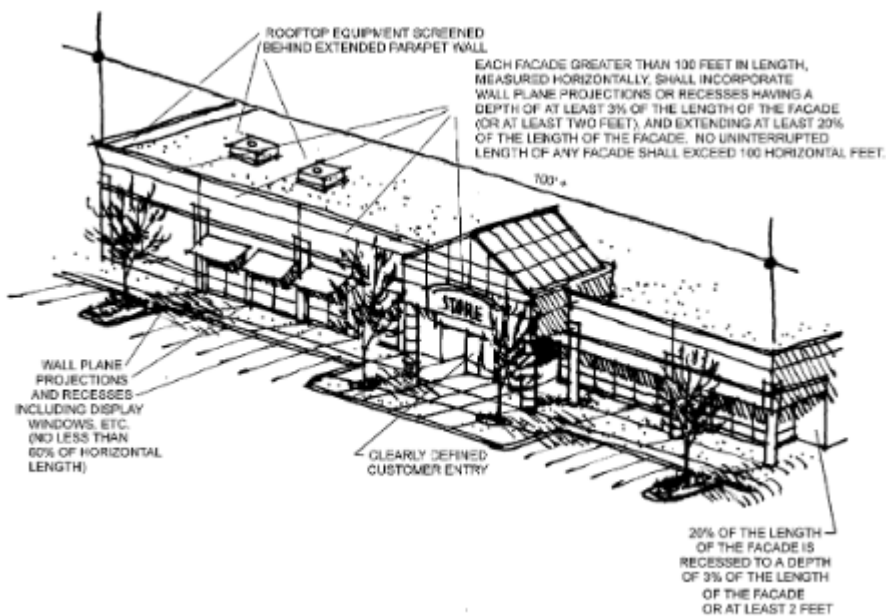 ROOFTOP EQUIPMENT SCREENED
BEHIND EXTENDED PARAPET WALL
EACH FACADE GREATER THAN 100 FEET IN LENGTH,
MEASURED HORIZONTALLY, SHALL INCORPORATE
WALL PLANE PROJECTIONS OR RECESSES HAVING A
DEPTH OF AT LEAST 3% OF THE LENGTH OF THE FACADE
(OR AT LEAST TWO FEET), AND EXTENDING AT LEAST 20%
OF THE LENGTH OF THE FACADE. NO UNINTERRUPTED
LENGTH OF ANY FACADE SHALL EXCEED 100 HORIZONTAL FEET.
100'+
STORE
WALL PLANE
PROJECTIONS
AND RECESSES
INCLUDING DISPLAY
WINDOWS, ETC.
(NO LESS THAN
60% OF HORIZONTAL
LENGTH)
CLEARLY DEFINED
CUSTOMER ENTRY
20% OF THE LENGTH
OF THE FACADE IS
RECESSED TO A DEPTH
OF 3% OF THE LENGTH
OF THE FACADE
OR AT LEAST 2 FEET